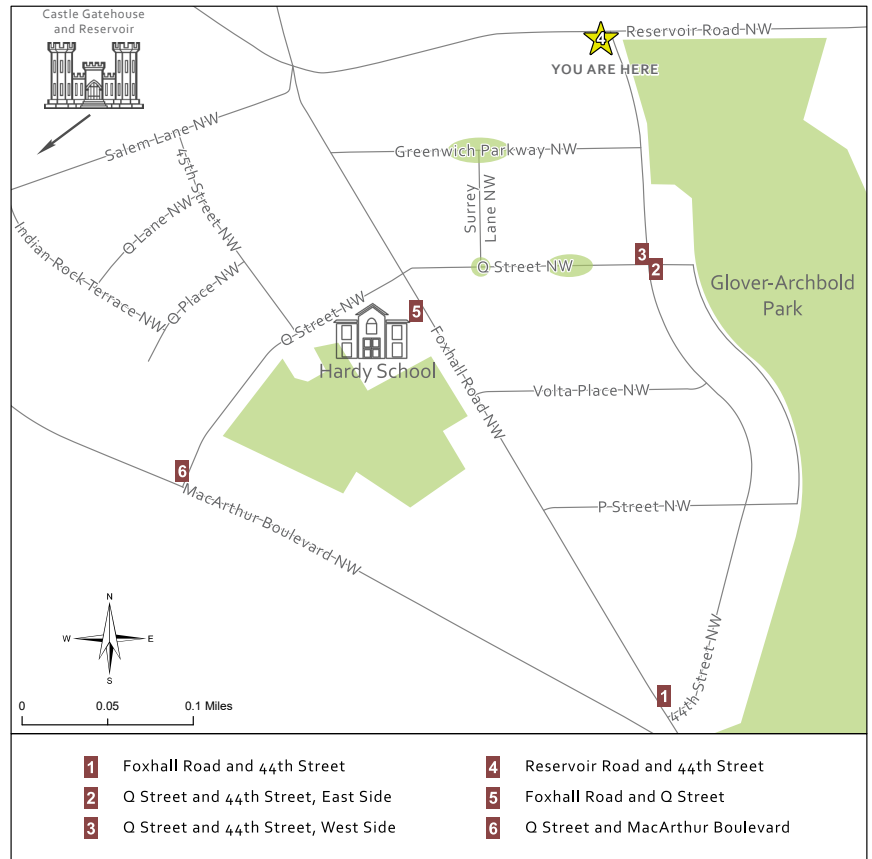 Castle Gatehouse
and Reservoir
4
Reservoir Road NW
YOU ARE HERE
Salem Lane NW
45th Street NW
Greenwich Parkway NW
Surrey
Lane NW
Q Lane NW
Indian Rock Terrace NW
Q Place NW
3
2
Q Street NW
Glover-Archbold
Park
Q Street NW
5
Hardy School
Foxhall Road NW
Volta Place NW
6
MacArthur Boulevard NW
P Street NW
N
W
E
S
1
44th Street NW
0
0.05
0.1 Miles
1 Foxhall Road and 44th Street
2 Q Street and 44th Street, East Side
3 Q Street and 44th Street, West Side
4 Reservoir Road and 44th Street
5 Foxhall Road and Q Street
6 Q Street and MacArthur Boulevard